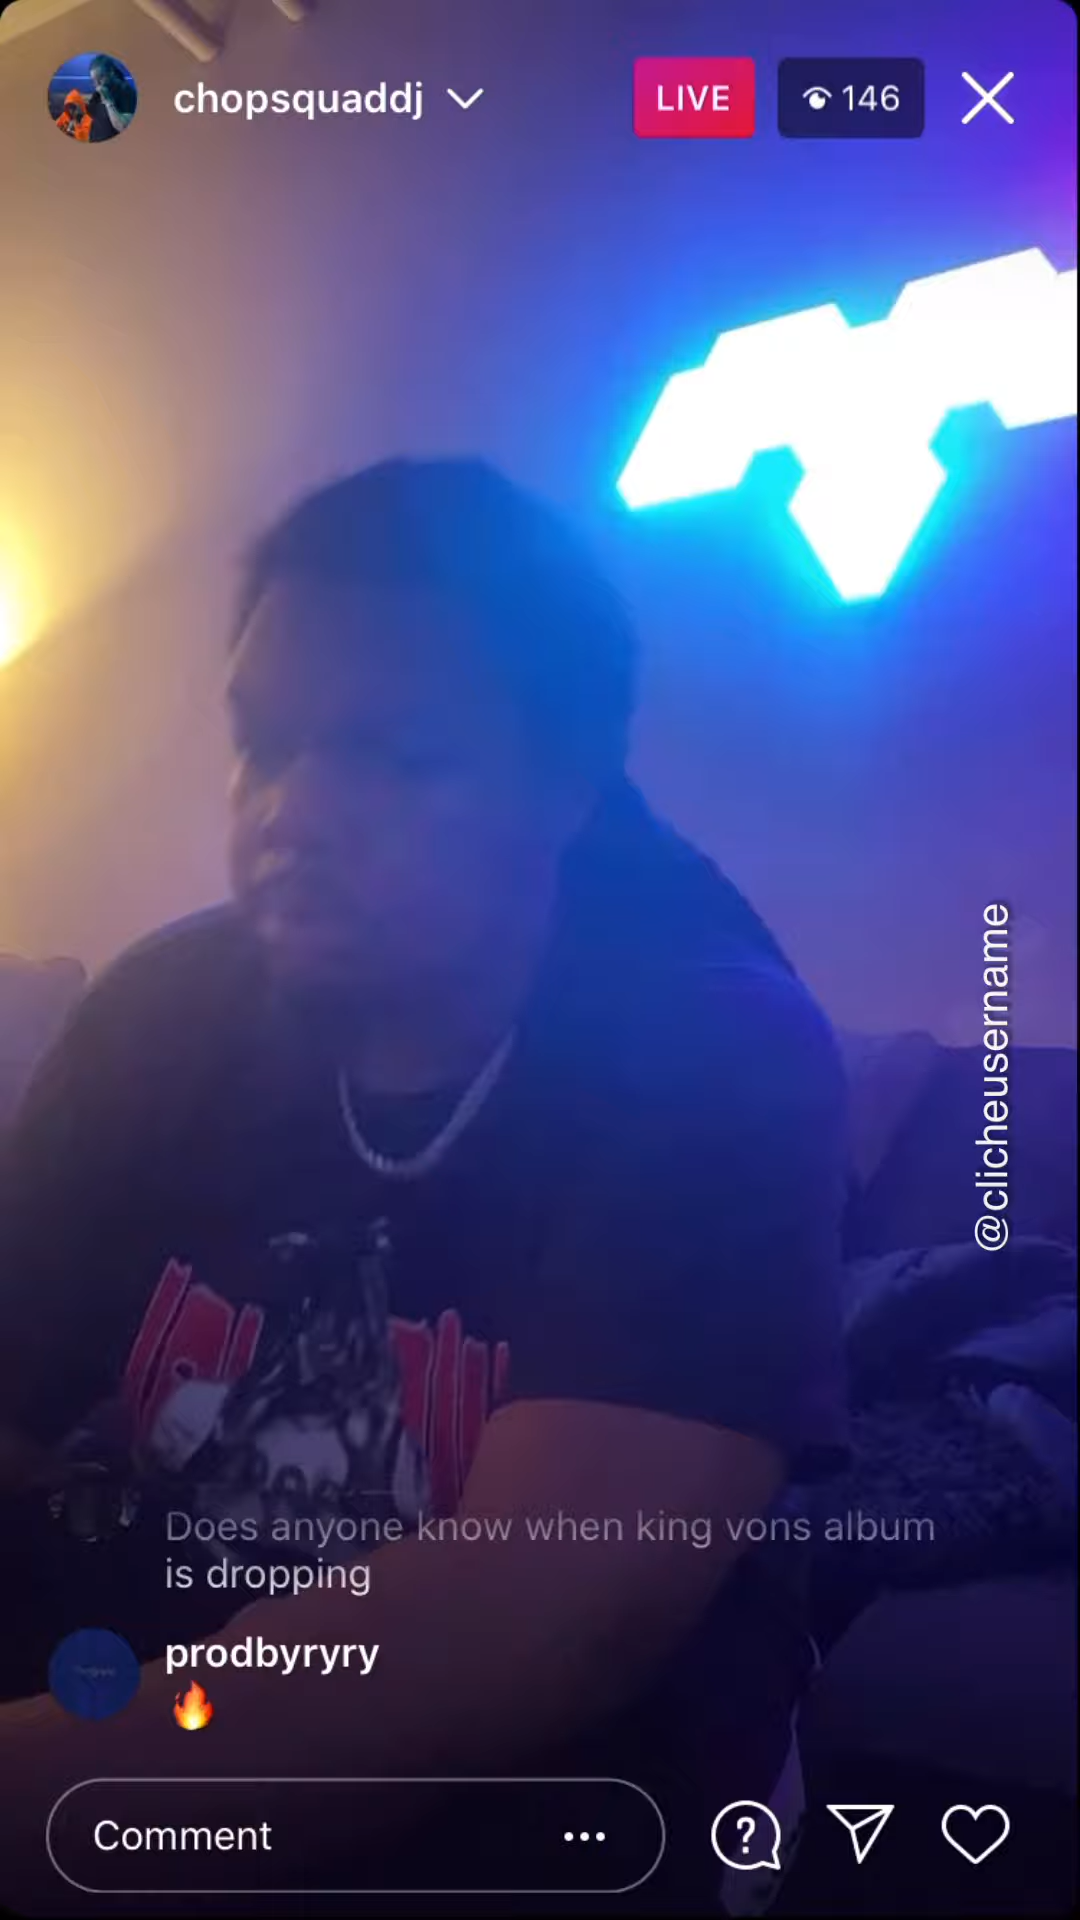 chopsquaddj
LIVE
146
@clicheusername
Does anyone know when king vons album
is dropping
prodbyryry
🔥
Comment